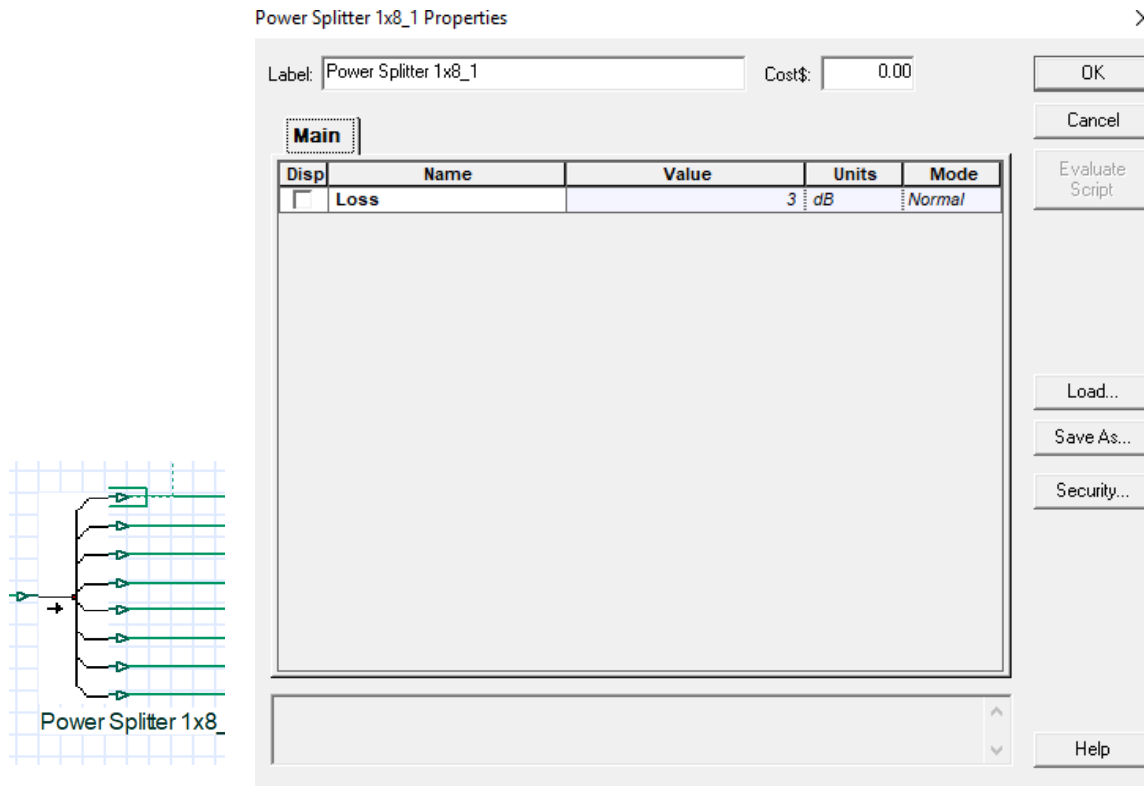 Power Splitter 1x8_1 Properties
Label: Power Splitter 1x8_1 Cost$: 0.00
OK
Cancel
Evaluate
Script
Main
Disp Name Value Units Mode
Loss 3 dB Normal
Load...
Save As...
Security...
Help
Power Splitter 1x8_